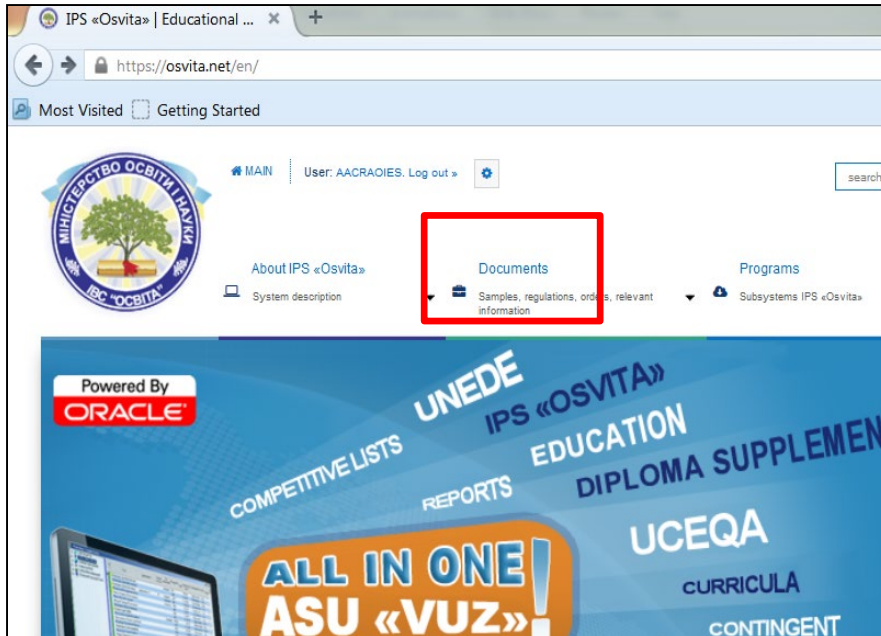 IPS «Osvita» | Educational ...
https://osvita.net/en/
Most Visited Getting Started
МІНІСТЕРСТВО ОСВІТИ І НАУКИ
ІВС "ОСВІТА"
MAIN User: AACRAOIES. Log out » search
About IPS «Osvita» Documents Programs
System description Samples, regulations, orders, relevant Subsystems IPS «Osvita»
information
Powered By
ORACLE
UNEDE
IPS «OSVITA»
COMPETITIVE LISTS
EDUCATION
REPORTS
DIPLOMA SUPPLEMEN
UCEQA
ALL IN ONE!
ASU «VUZ»
CURRICULA
CONTINGENT